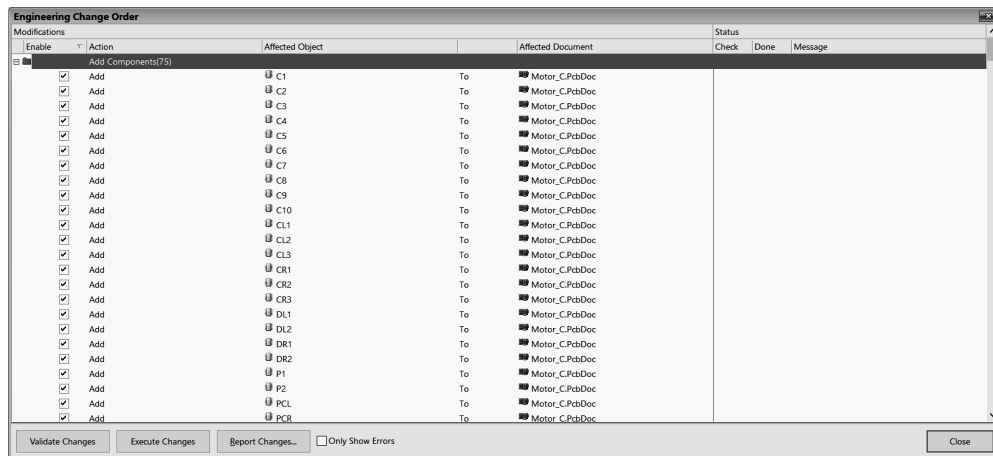 Engineering Change Order
Modifications Status
Enable Action Affected Object Affected Document Check Done Message
Add Components(75)
Add C1 To Motor_C.PcbDoc
Add C2 To Motor_C.PcbDoc
Add C3 To Motor_C.PcbDoc
Add C4 To Motor_C.PcbDoc
Add C5 To Motor_C.PcbDoc
Add C6 To Motor_C.PcbDoc
Add C7 To Motor_C.PcbDoc
Add C8 To Motor_C.PcbDoc
Add C9 To Motor_C.PcbDoc
Add C10 To Motor_C.PcbDoc
Add CL1 To Motor_C.PcbDoc
Add CL2 To Motor_C.PcbDoc
Add CL3 To Motor_C.PcbDoc
Add CR1 To Motor_C.PcbDoc
Add CR2 To Motor_C.PcbDoc
Add CR3 To Motor_C.PcbDoc
Add DL1 To Motor_C.PcbDoc
Add DL2 To Motor_C.PcbDoc
Add DR1 To Motor_C.PcbDoc
Add DR2 To Motor_C.PcbDoc
Add P1 To Motor_C.PcbDoc
Add P2 To Motor_C.PcbDoc
Add PCL To Motor_C.PcbDoc
Add PCR To Motor_C.PcbDoc
Validate Changes Execute Changes Report Changes... Only Show Errors Close